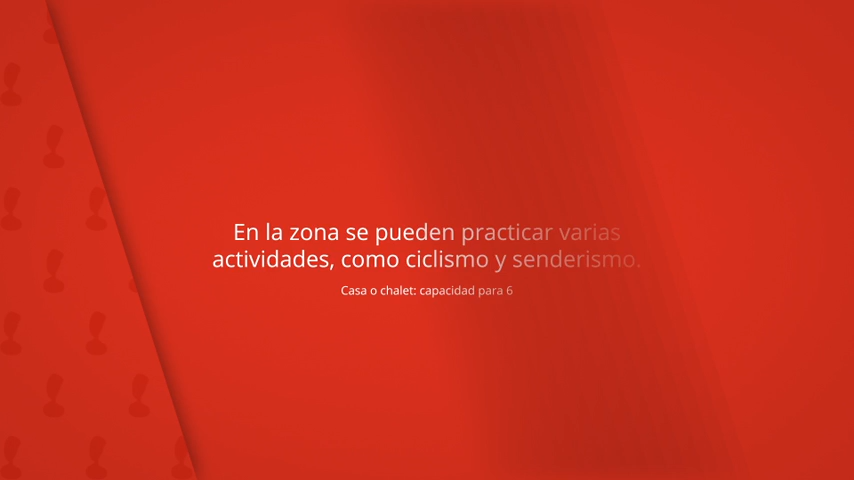 En la zona se pueden practicar varias
actividades, como ciclismo y senderismo.
Casa o chalet: capacidad para 6